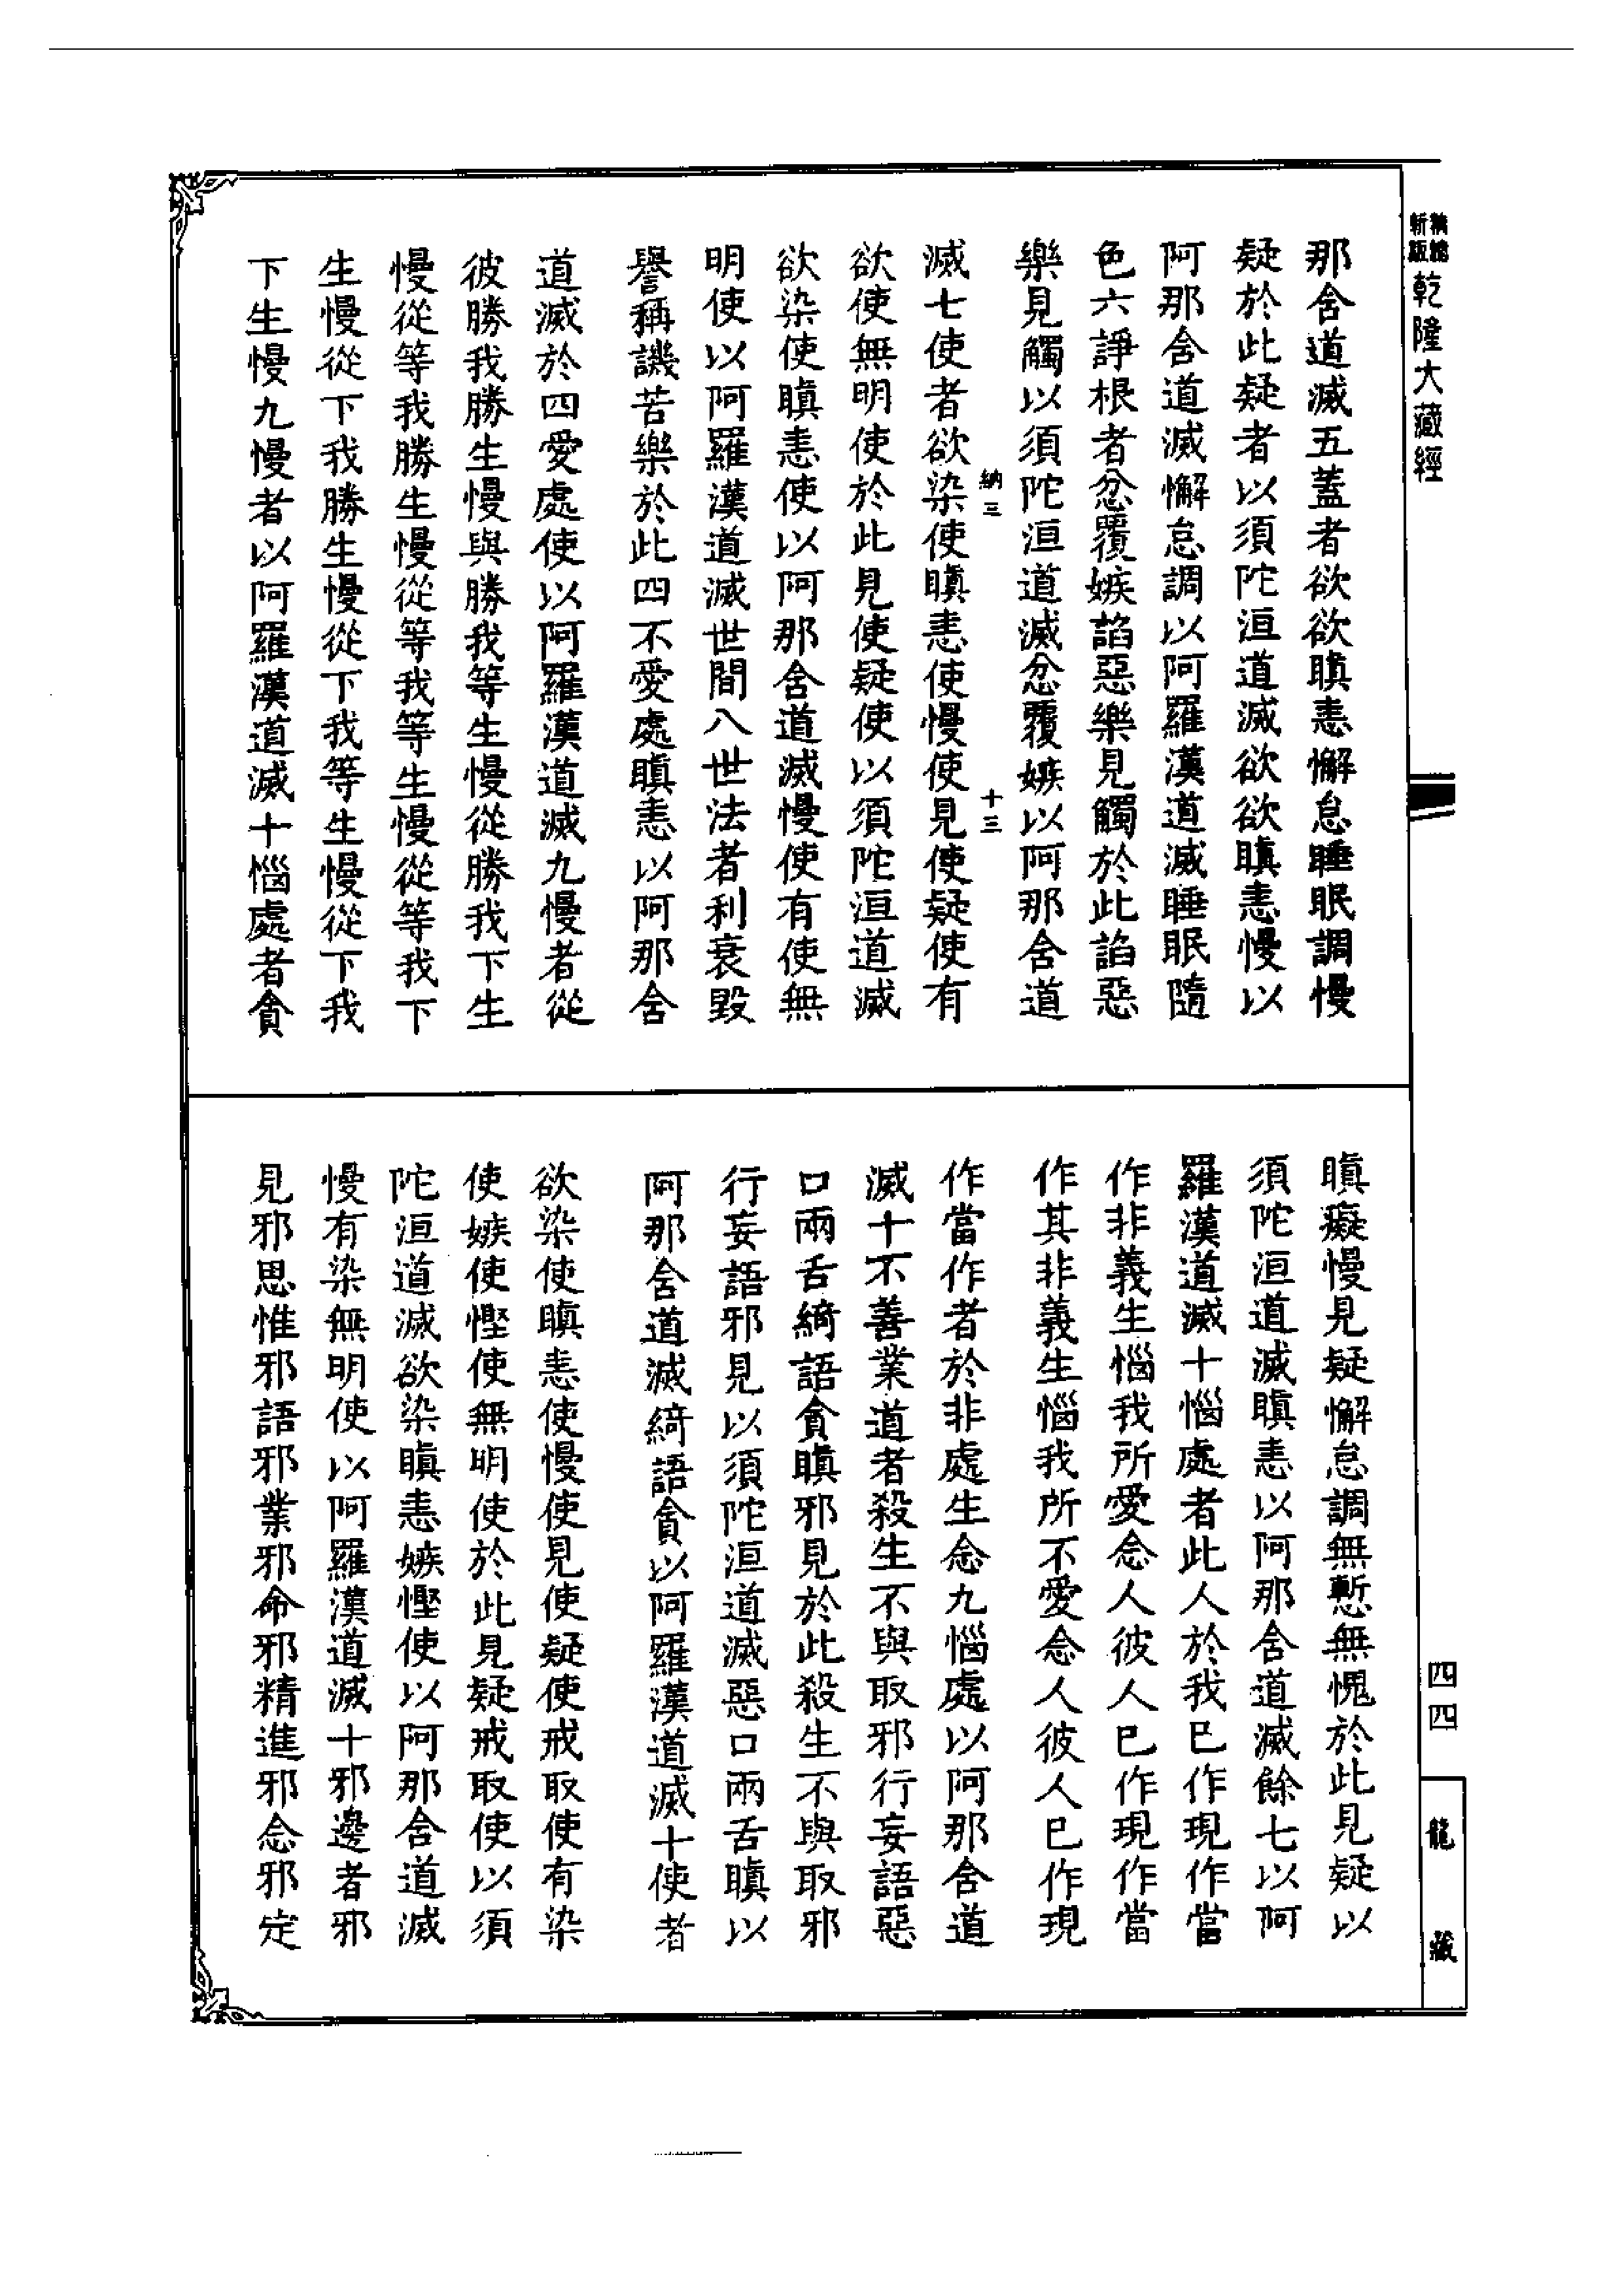 乾隆大藏經
那舍道滅五蓋者欲欲瞋恚懈怠睡眠調慢
疑於此疑者以須陀洹道滅欲欲瞋恚慢以
阿那舍道滅懈怠調以阿羅漢道滅睡眠隨
色六諍根者忿覆嫉諂惡樂見觸於此諂惡
樂見觸以須陀洹道滅忿覆嫉以阿那舍道
納三
十三
滅七使者欲染使瞋恚使慢使見使疑使有
欲使無明使於此見使疑使以須陀洹道滅
欲染使瞋恚使以阿那舍道滅慢使有使無
明使以阿羅漢道滅世間八世法者利衰毀
譽稱譏苦樂於此四不愛處瞋恚以阿那舍
道滅於四愛處使以阿羅漢道滅九慢者從
彼勝我勝生慢與勝我等生慢從勝我下生
慢從等我勝生慢從等我等生慢從等我下
生慢從下我勝生慢從下我等生慢從下我
下生慢九慢者以阿羅漢道滅十惱處者貪
瞋癡慢見疑懈怠調無慙無愧於此見疑以
須陀洹道滅瞋恚以阿那舍道滅餘七以阿
羅漢道滅十惱處者此人於我巳作現作當
作非義生惱我所愛念人彼人巳作現作當
作其非義生惱我所不愛念人彼人巳作現
作當作者於非處生念九惱處以阿那舍道
滅十不善業道者殺生不與取邪行妄語惡
口兩舌綺語貪瞋邪見於此殺生不與取邪
行妄語邪見以須陀洹道滅惡口兩舌瞋以
阿那舍道滅綺語貪以阿羅漢道滅十使者
欲染使瞋恚使慢使見使疑使戒取使有染
使嫉使慳使無明使於此見疑戒取使以須
陀洹道滅欲染瞋恚嫉慳使以阿那舍道滅
慢有染無明使以阿羅漢道滅十邪邊者邪
見邪思惟邪語邪業邪命邪精進邪念邪定
四四
龍藏